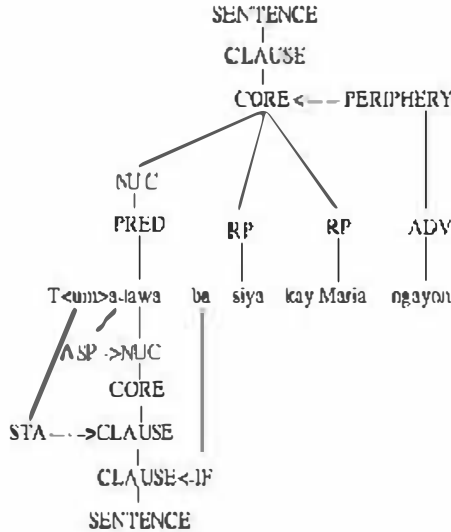 SENTENCE
CLAUSE
CORE <--- PERIPHERY
NUC
PRED RP RP ADV
T<um>a-tawa ba siya kay Maria ngayon
ASP ->NUC
CORE
STA --->CLAUSE
CLAUSE<-IF
SENTENCE